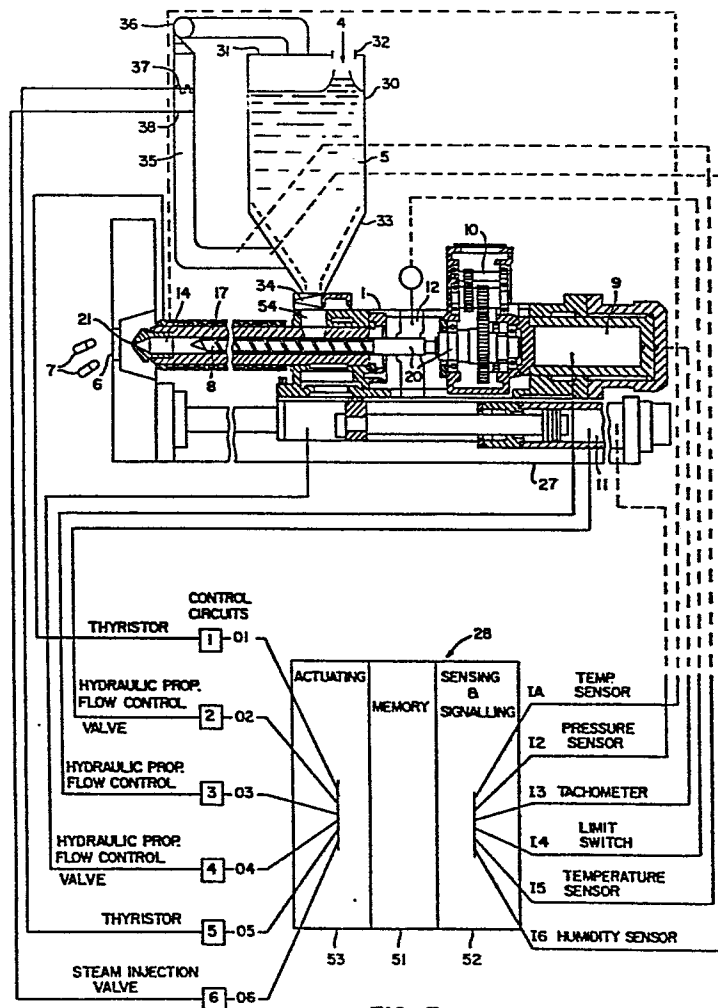 36
31
4
32
37
30
38
35
5
33
10
34
14
17
54
1
12
9
21
7
6
8
20
27
11
CONTROL
CIRCUITS
THYRISTOR
1
01
HYDRAULIC PROP.
FLOW CONTROL
VALVE
2
02
HYDRAULIC PROP.
FLOW CONTROL
3
03
HYDRAULIC PROP.
FLOW CONTROL
VALVE
4
04
THYRISTOR
5
05
STEAM INJECTION
VALVE
6
06
28
ACTUATING
MEMORY
SENSING
&
SIGNALLING
53
51
52
IA
TEMP.
SENSOR
I2
PRESSURE
SENSOR
I3 TACHOMETER
I4
LIMIT
SWITCH
I5
TEMPERATURE
SENSOR
I6 HUMIDITY SENSOR